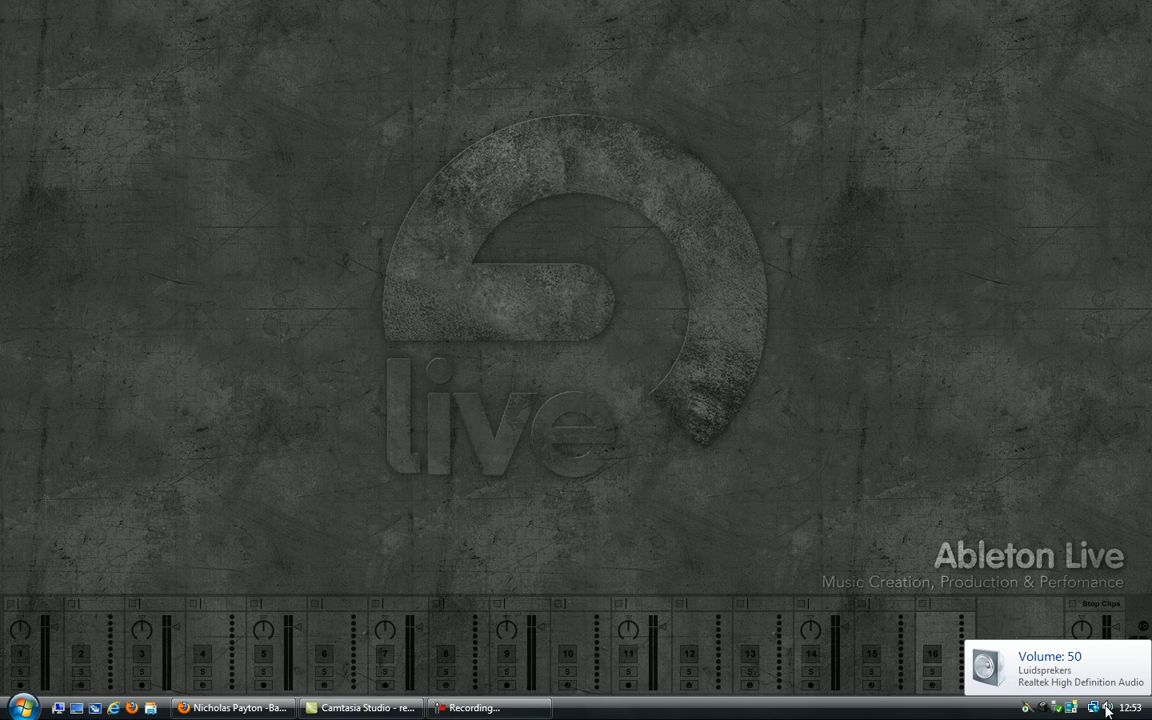 live
Ableton Live
Music Creation, Production & Perfomance
Stop Clips
1 2 3 4 5 6 7 8 9 10 11 12 13 14 15 16
S S S S S S S S S S S S S S S S
Volume: 50
Luidsprekers
Realtek High Definition Audio
Nicholas Payton -Ba... Camtasia Studio - re... Recording... 12:53